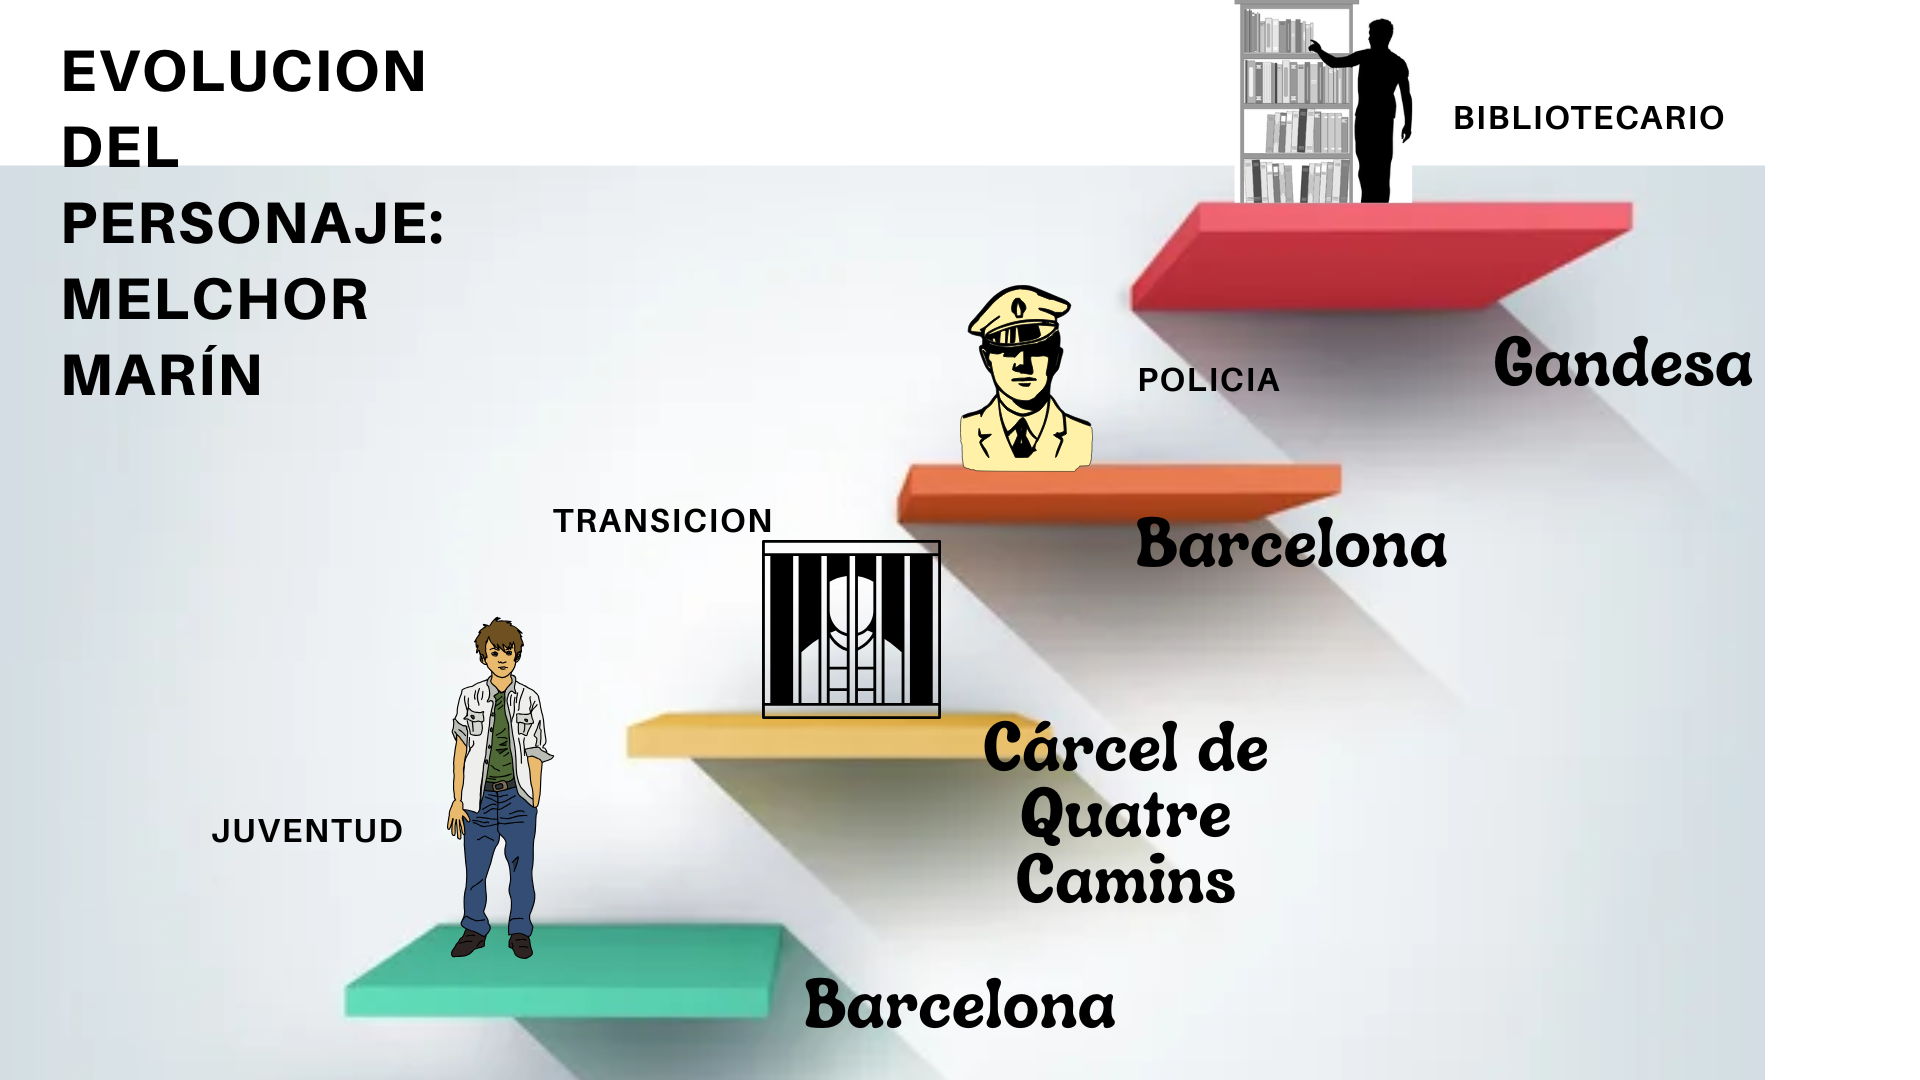 EVOLUCION
DEL
PERSONAJE:
MELCHOR
MARÍN
BIBLIOTECARIO
Gandesa
POLICIA
Barcelona
TRANSICION
Cárcel de
Quatre
Camins
JUVENTUD
Barcelona